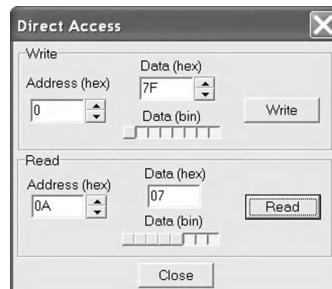 Direct Access
Write
Data (hex)
Address (hex)
7F
0
Write
Data (bin)
Read
Data (hex)
Address (hex)
07
0A
Read
Data (bin)
Close